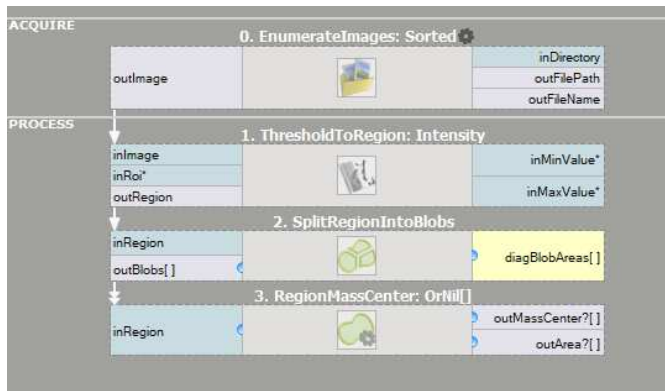 ACQUIRE
0. EnumerateImages: Sorted
inDirectory
outImage
outFilePath
outFileName
PROCESS
1. ThresholdToRegion: Intensity
inImage
inMinValue*
inRoi*
inMaxValue*
outRegion
2. SplitRegionIntoBlobs
inRegion
diagBlobAreas[ ]
outBlobs[ ]
3. RegionMassCenter: OrNil[]
outMassCenter?[ ]
inRegion
outArea?[ ]